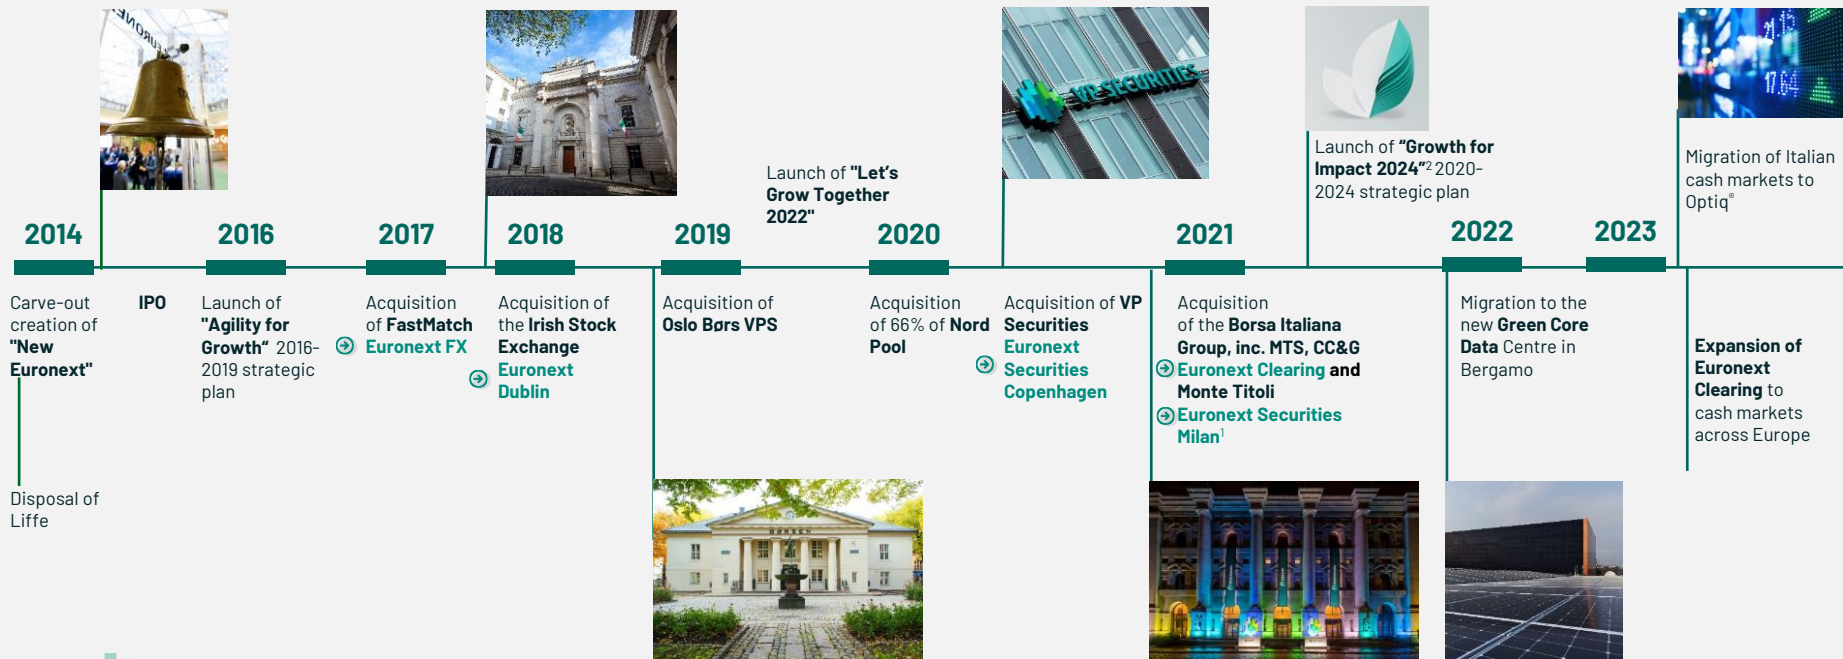 EURONEXT
VP SECURITIES
21.15
17.64
BØRSEN
Launch of "Let's
Grow Together
2022"
Launch of "Growth for
Impact 2024"² 2020-
2024 strategic plan
Migration of Italian
cash markets to
Optiq®
2014
2016
2017
2018
2019
2020
2021
2022
2023
Carve-out
creation of
"New
Euronext"
Disposal of
Liffe
IPO
Launch of
"Agility for
Growth" 2016-
2019 strategic
plan
Acquisition
of FastMatch
Euronext FX
Acquisition of
the Irish Stock
Exchange
Euronext
Dublin
Acquisition of
Oslo Børs VPS
Acquisition
of 66% of Nord
Pool
Acquisition of VP
Securities
Euronext
Securities
Copenhagen
Acquisition
of the Borsa Italiana
Group, inc. MTS, CC&G
Euronext Clearing and
Monte Titoli
Euronext Securities
Milan¹
Migration to the
new Green Core
Data Centre in
Bergamo
Expansion of
Euronext
Clearing to
cash markets
across Europe